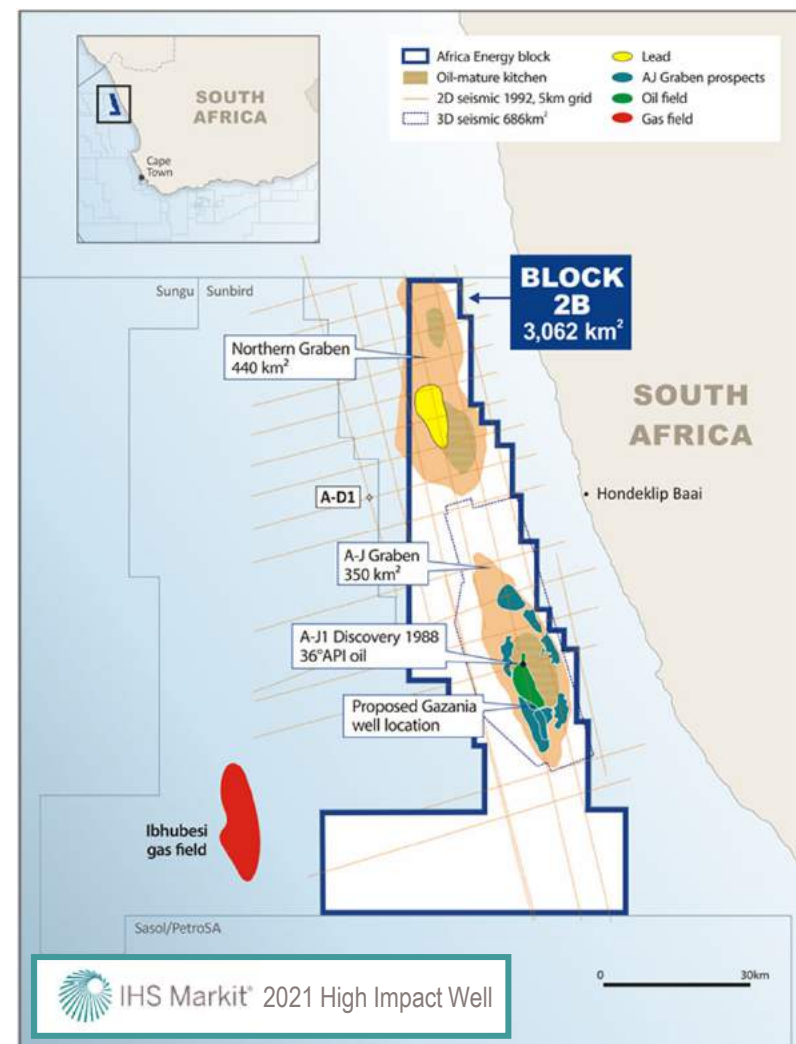 SOUTH
AFRICA
Cape
Town
Africa Energy block
Oil-mature kitchen
2D seismic 1992, 5km grid
3D seismic 686km²
Lead
AJ Graben prospects
Oil field
Gas field
Sungu
Sunbird
BLOCK
2B
3,062 km²
Northern Graben
440 km²
SOUTH
AFRICA
A-D1
Hondeklip Baai
A-J Graben
350 km²
A-J1 Discovery 1988
36°API oil
Proposed Gazania
well location
Ibhubesi
gas field
Sasol/PetroSA
0
30km
IHS Markit® 2021 High Impact Well